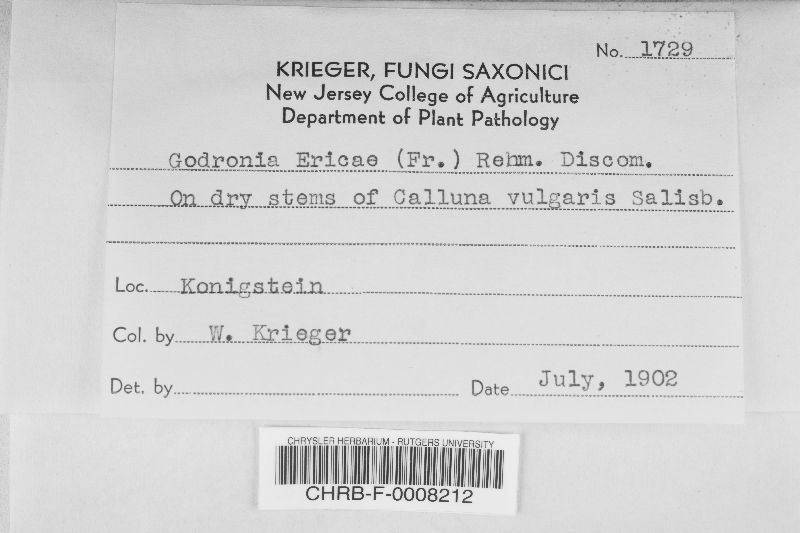 No. 1729
KRIEGER, FUNGI SAXONICI
New Jersey College of Agriculture
Department of Plant Pathology
Godronia Ericae (Fr.) Rehm. Discom.
On dry stems of Calluna vulgaris Salisb.
Loc. Konigstein
Col. by W. Krieger
Det. by
Date July, 1902
CHRYSLER HERBARIUM - RUTGERS UNIVERSITY
CHRB-F-0008212